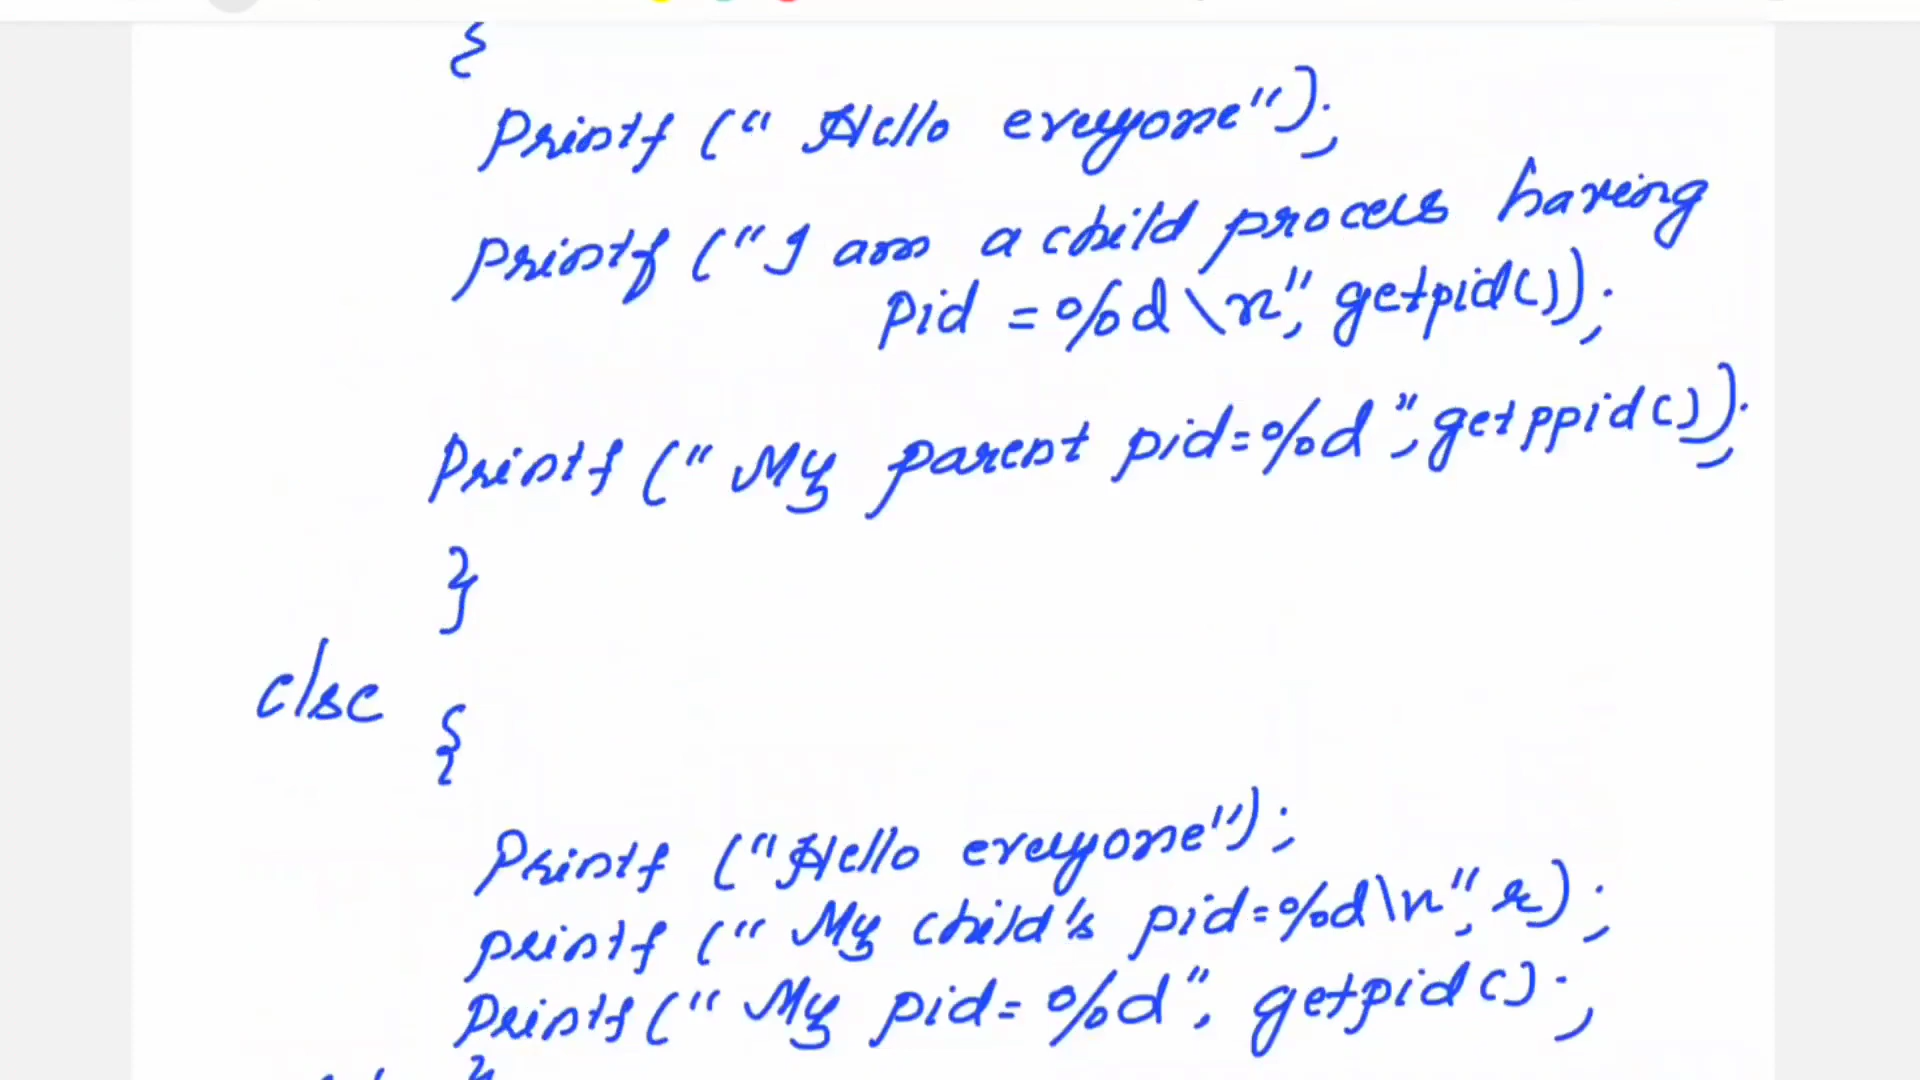 {
Printf (" Hello everyone");
printf ("I am a child process having
pid = %d \n", getpid());
Printf (" My parent pid=%d", getppid());
}
else {
Printf ("Hello everyone");
printf (" My child's pid=%d\n", r);
Printf (" My pid= %d", getpid();
}